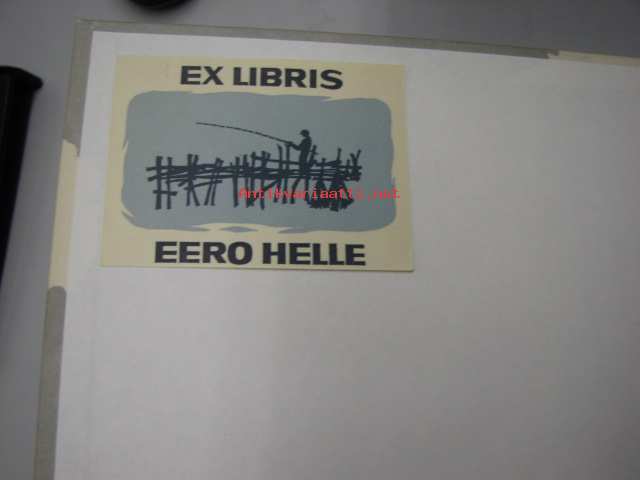 EX LIBRIS
Antikvariaatti.net
EERO HELLE